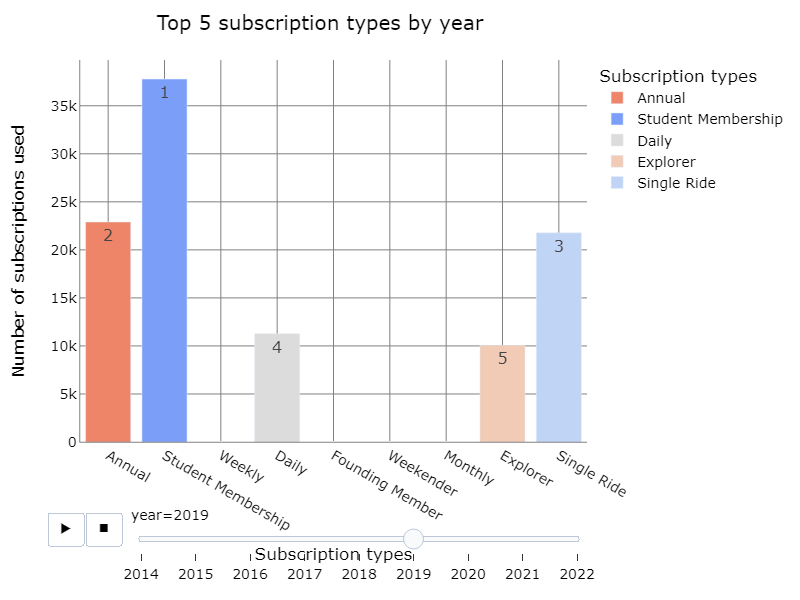 Top 5 subscription types by year
Number of subscriptions used
35k
30k
25k
20k
15k
10k
5k
0
2
1
4
5
3
Annual
Student Membership
Weekly
Daily
Founding Member
Weekender
Monthly
Explorer
Single Ride
Subscription types
Annual
Student Membership
Daily
Explorer
Single Ride
year=2019
Subscription types
2014 2015 2016 2017 2018 2019 2020 2021 2022